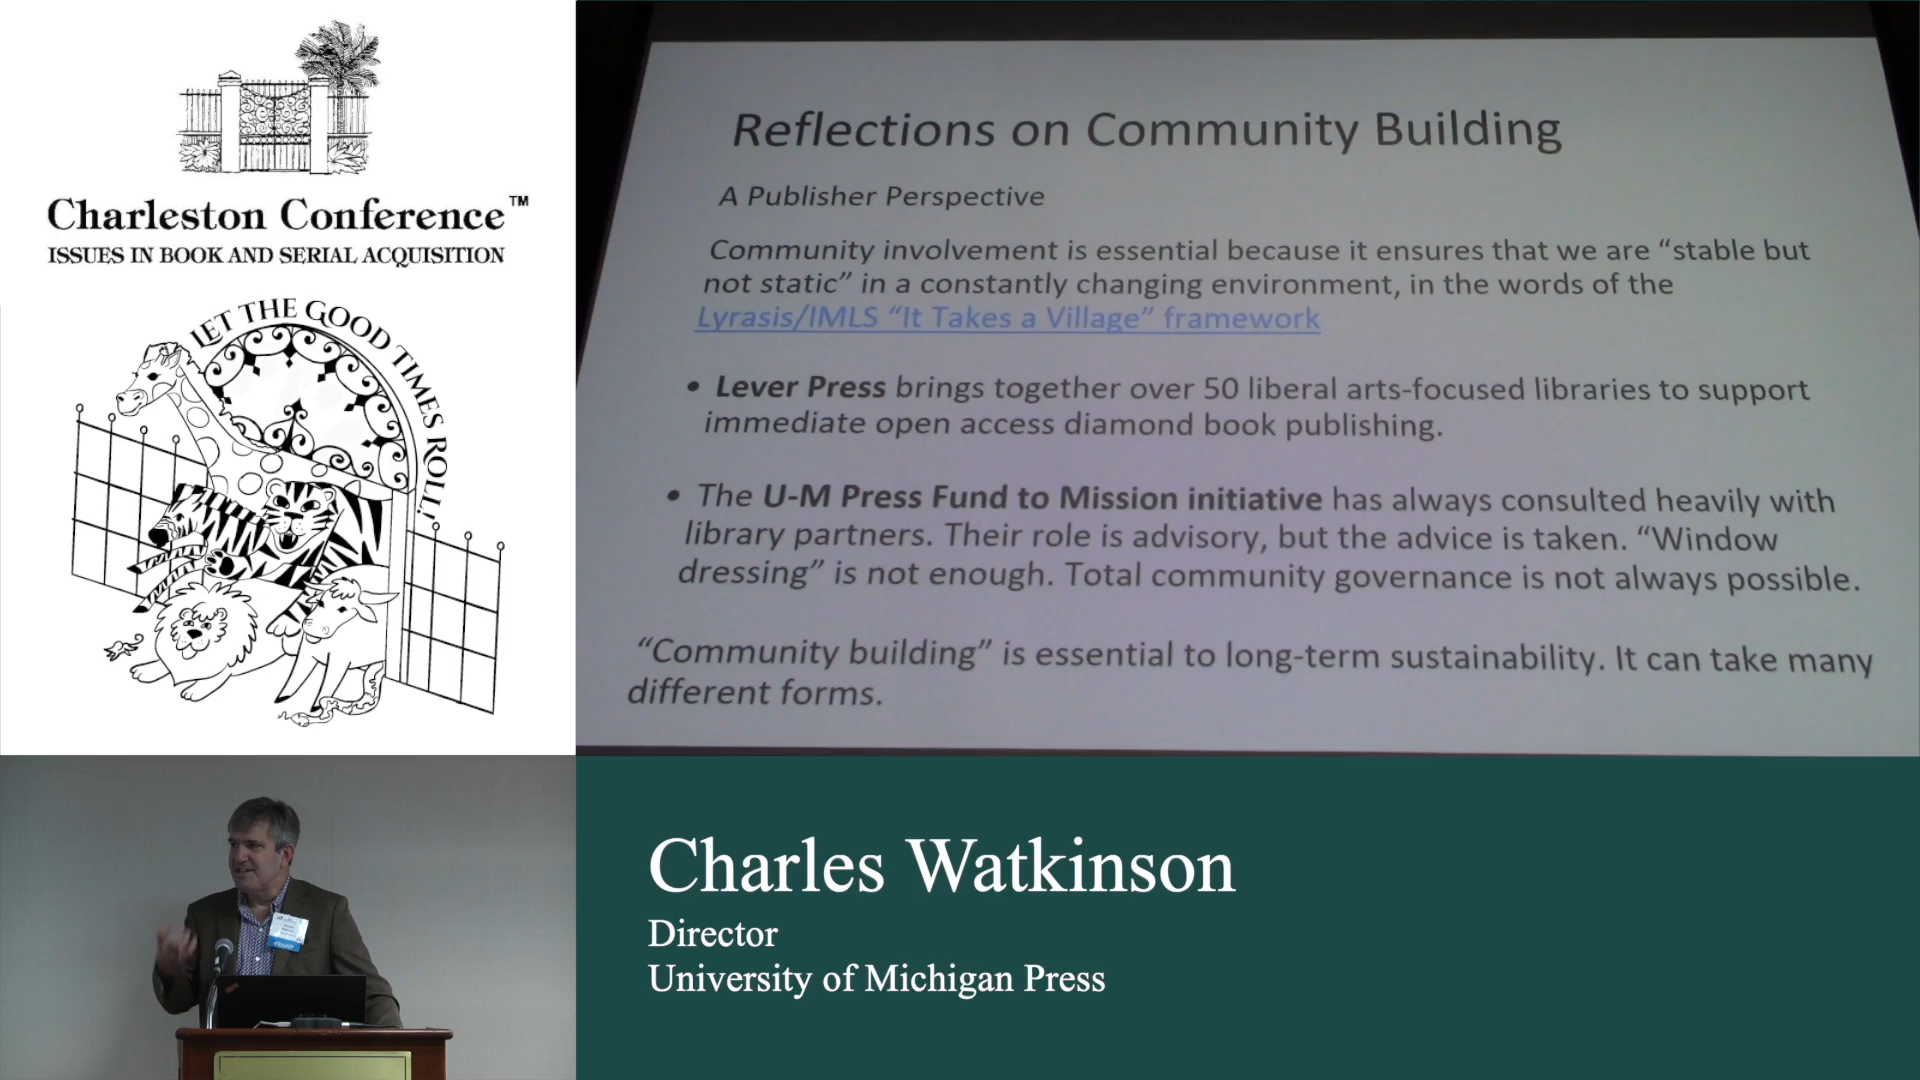 Charleston Conference™
ISSUES IN BOOK AND SERIAL ACQUISITION
LET THE GOOD TIMES ROLL!
Reflections on Community Building
A Publisher Perspective
Community involvement is essential because it ensures that we are “stable but
not static” in a constantly changing environment, in the words of the
Lyrasis/IMLS “It Takes a Village” framework
• Lever Press brings together over 50 liberal arts-focused libraries to support
immediate open access diamond book publishing.
• The U-M Press Fund to Mission initiative has always consulted heavily with
library partners. Their role is advisory, but the advice is taken. “Window
dressing” is not enough. Total community governance is not always possible.
“Community building” is essential to long-term sustainability. It can take many
different forms.
Charles Watkinson
Director
University of Michigan Press